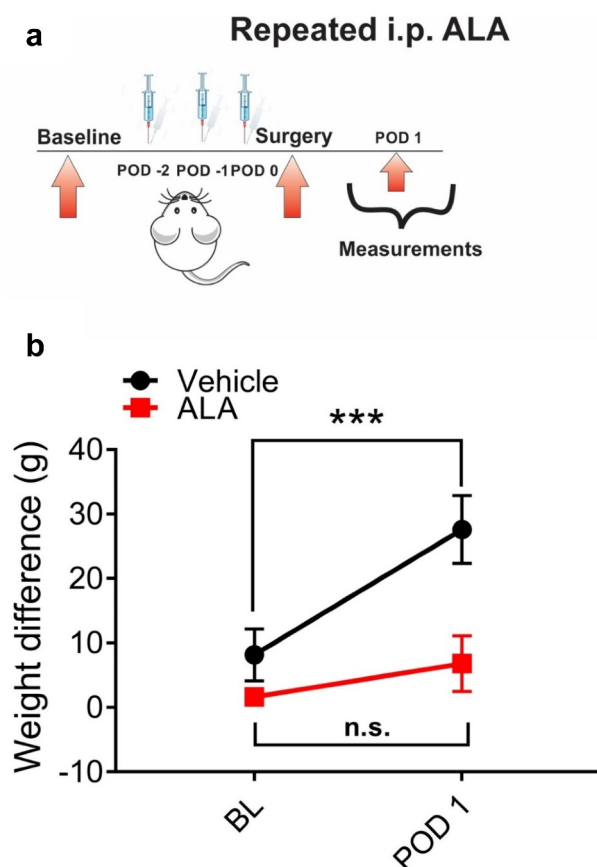 a
Repeated i.p. ALA
Baseline
Surgery
POD 1
POD -2 POD -1 POD 0
Measurements
b
Vehicle
ALA
***
40
30
20
10
0
-10
Weight difference (g)
n.s.
BL
POD 1